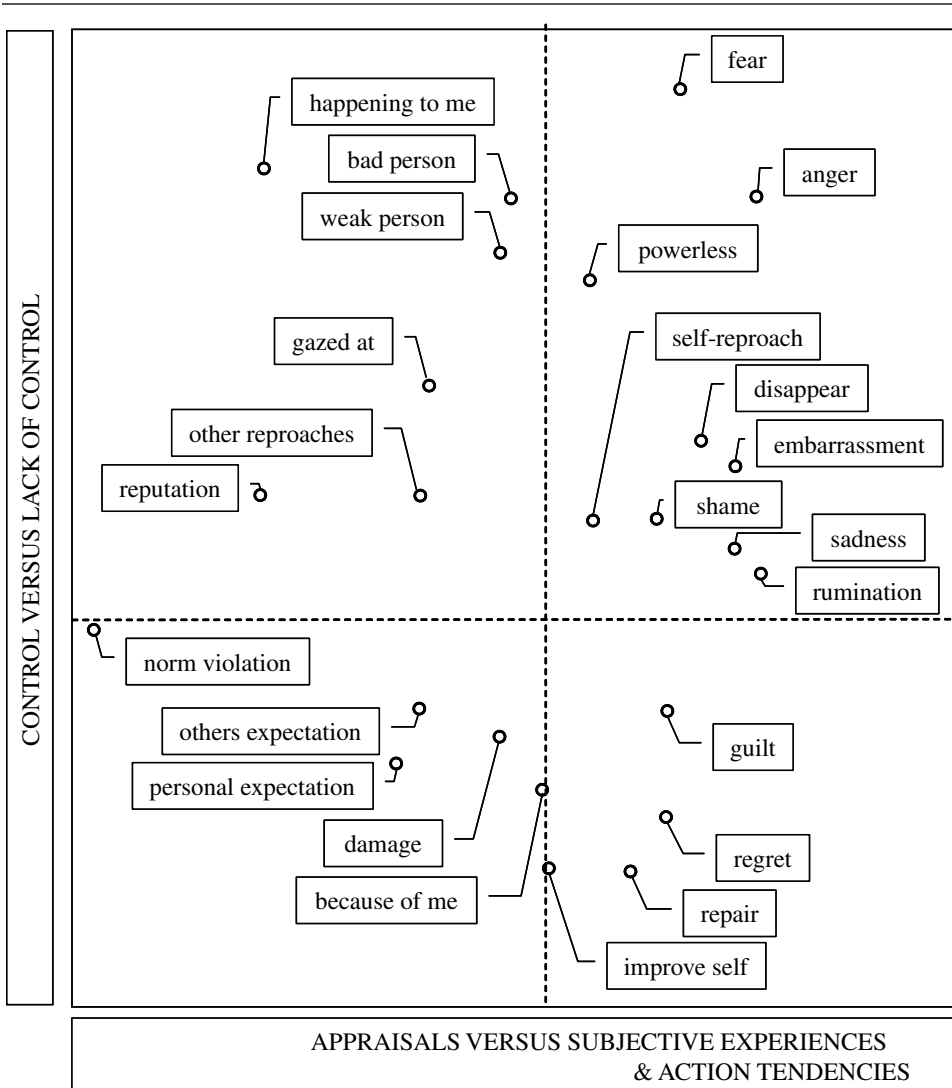 CONTROL VERSUS LACK OF CONTROL
fear
happening to me
bad person
anger
weak person
powerless
gazed at
self-reproach
disappear
other reproaches
embarrassment
reputation
shame
sadness
rumination
norm violation
others expectation
guilt
personal expectation
damage
regret
because of me
repair
improve self
APPRAISALS VERSUS SUBJECTIVE EXPERIENCES
& ACTION TENDENCIES